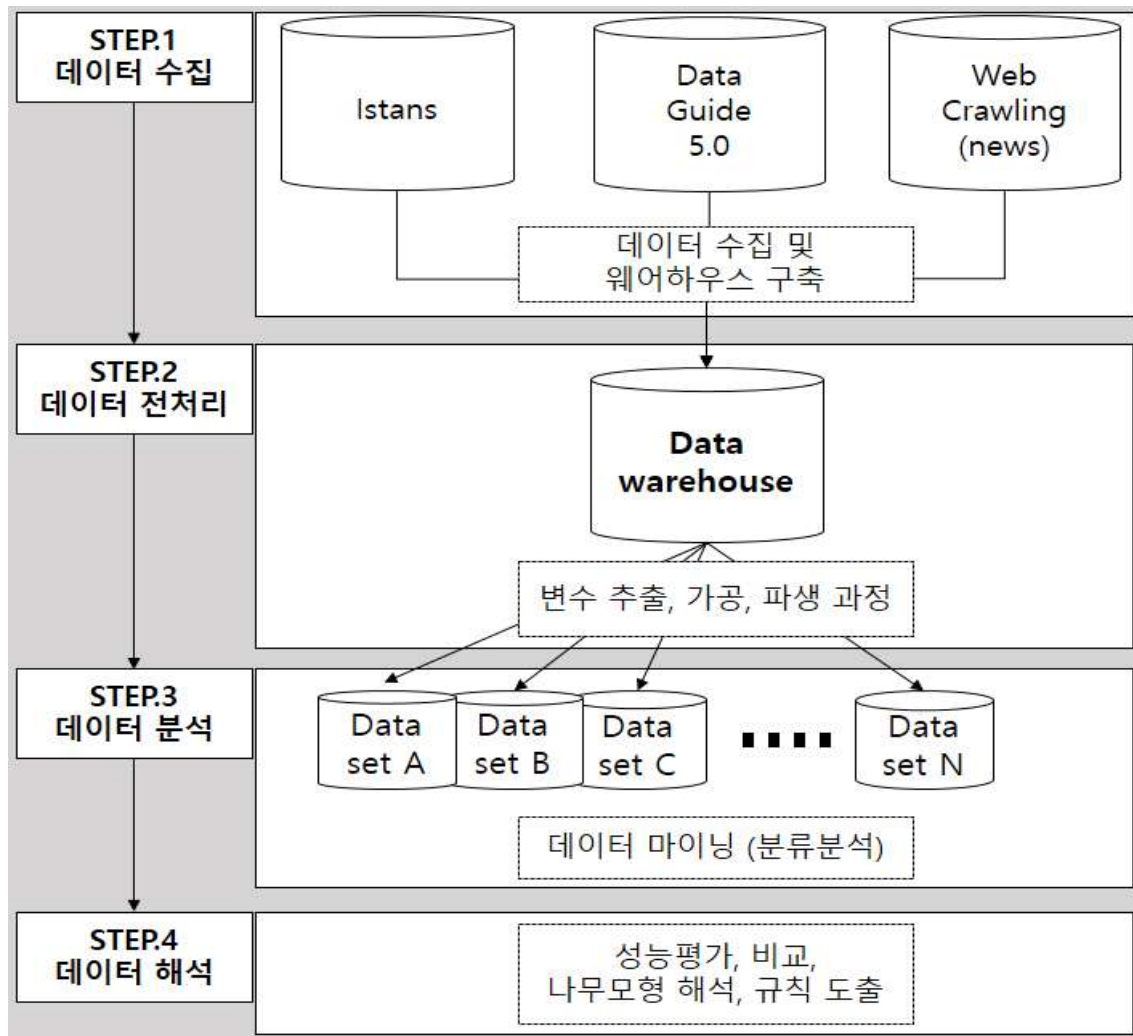 STEP.1
데이터 수집
Istans
Data
Guide
5.0
Web
Crawling
(news)
데이터 수집 및
웨어하우스 구축
STEP.2
데이터 전처리
Data
warehouse
변수 추출, 가공, 파생 과정
STEP.3
데이터 분석
Data
set A
Data
set B
Data
set C
Data
set N
데이터 마이닝 (분류분석)
STEP.4
데이터 해석
성능평가, 비교,
나무모형 해석, 규칙 도출